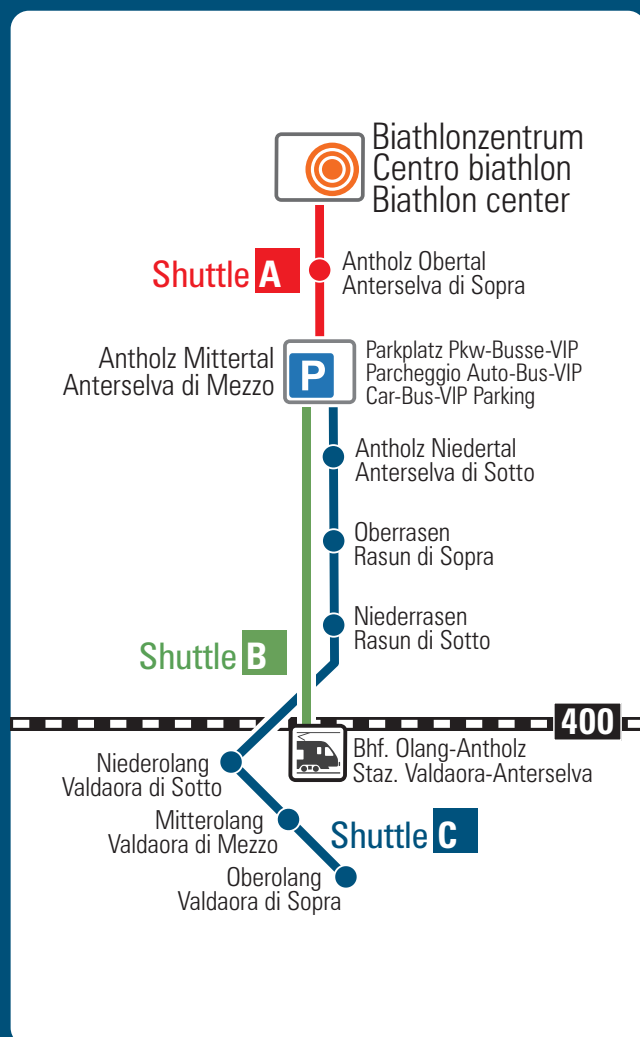 Biathlonzentrum
Centro biathlon
Biathlon center
Shuttle A
Antholz Obertal
Anterselva di Sopra
Antholz Mittertal
Anterselva di Mezzo
P
Parkplatz Pkw-Busse-VIP
Parcheggio Auto-Bus-VIP
Car-Bus-VIP Parking
Antholz Niedertal
Anterselva di Sotto
Oberrasen
Rasun di Sopra
Niederrasen
Rasun di Sotto
Shuttle B
400
Bhf. Olang-Antholz
Staz. Valdaora-Anterselva
Niederolang
Valdaora di Sotto
Mitterolang
Valdaora di Mezzo
Shuttle C
Oberolang
Valdaora di Sopra